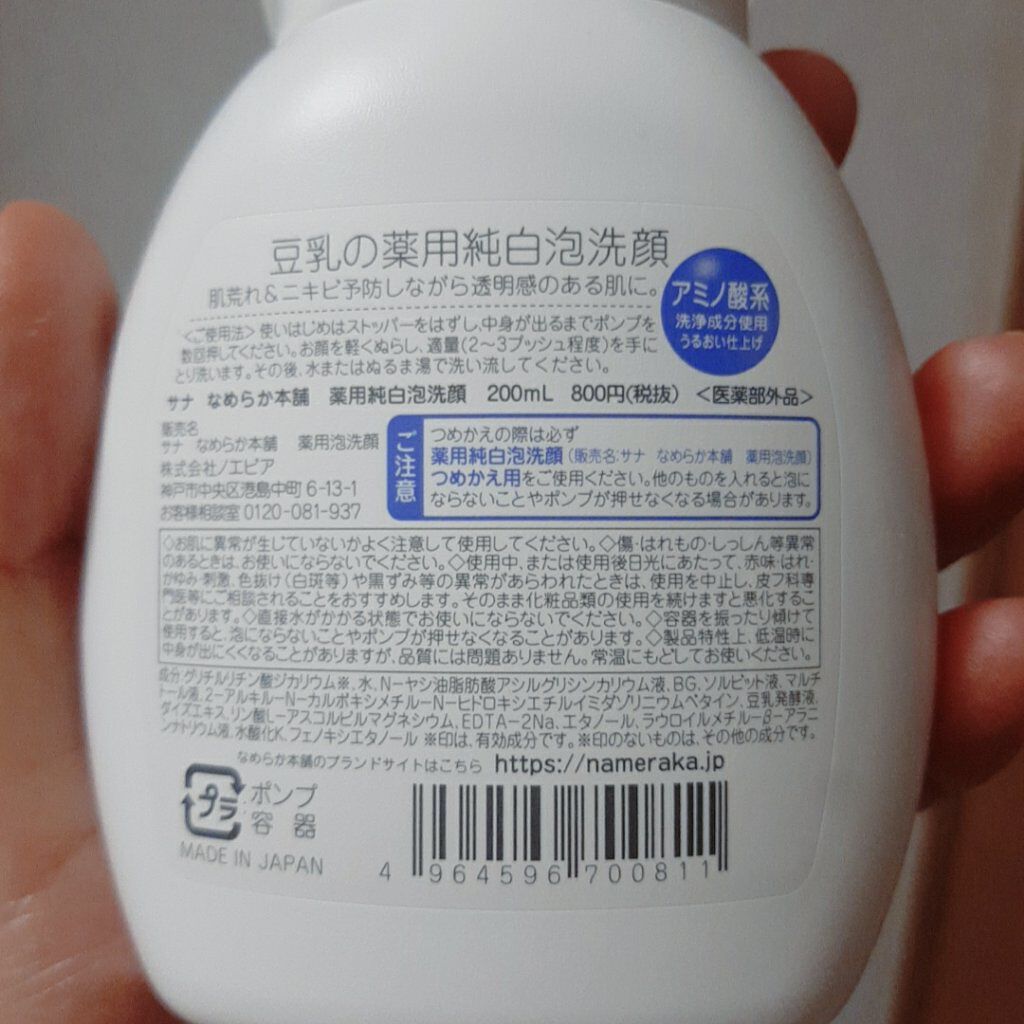 豆乳の薬用純白泡洗顔
肌荒れ&ニキビ予防しながら透明感のある肌に。
アミノ酸系
洗浄成分使用
うるおい仕上げ
<ご使用法> 使いはじめはストッパーをはずし、中身が出るまでポンプを
数回押してください。お顔を軽くぬらし、適量(2〜3プッシュ程度)を手に
とり洗います。その後、水またはぬるま湯で洗い流してください。
サナ なめらか本舗 薬用純白泡洗顔 200mL 800円(税抜) <医薬部外品>
販売名
サナ なめらか本舗 薬用泡洗顔
株式会社ノエビア
神戸市中央区港島中町 6-13-1
お客様相談室 0120-081-937
ご注意
つめかえの際は必ず
薬用純白泡洗顔(販売名:サナ なめらか本舗 薬用泡洗顔)
つめかえ用をご使用ください。他のものを入れると泡に
ならないことやポンプが押せなくなる場合があります。
◇お肌に異常が生じていないかよく注意して使用してください。◇傷・はれもの・しっしん等異常
のあるときは、お使いにならないでください。◇使用中、または使用後日光にあたって、赤味・はれ・
かゆみ・刺激、色抜け(白斑等)や黒ずみ等の異常があらわれたときは、使用を中止し、皮フ科専
門医等にご相談されることをおすすめします。そのまま化粧品類の使用を続けますと悪化するこ
とがあります。◇直接水がかかる状態でお使いにならないでください。◇容器を振ったり傾けて
使用すると、泡にならないことやポンプが押せなくなることがあります。◇製品特性上、低温時に
中身が出にくくなることがありますが、品質には問題ありません。常温にもどしてお使いください。
成分 グリチルリチン酸ジカリウム※、水、N-ヤシ油脂肪酸アシルグリシンカリウム液、BG、ソルビット液、マルチ
トール液、2-アルキル-N-カルボキシメチル-N-ヒドロキシエチルイミダゾリニウムベタイン、豆乳発酵液、
ダイズエキス、リン酸L-アスコルビルマグネシウム、EDTA-2Na、エタノール、ラウロイルメチル-β-アラニ
ンナトリウム液、水酸化K、フェノキシエタノール ※印は、有効成分です。※印のないものは、その他の成分です。
なめらか本舗のブランドサイトはこちら https://nameraka.jp
プラ
ポンプ
容器
MADE IN JAPAN
4 964596 700811